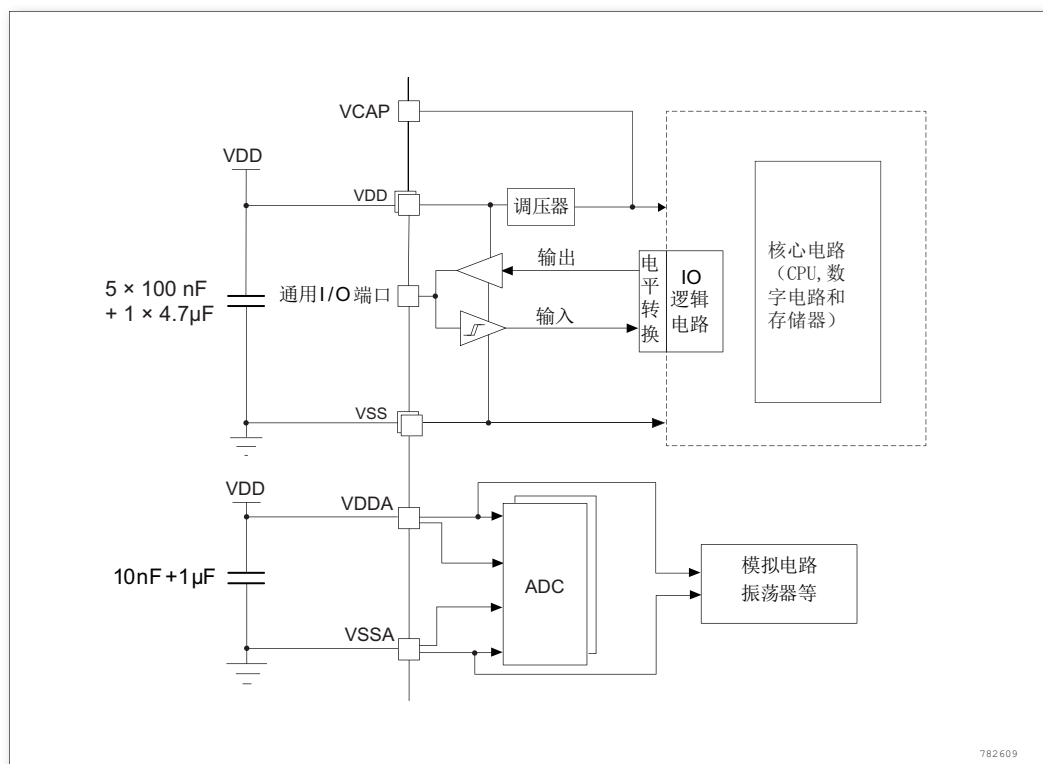 VCAP
VDD
VDD
调压器
5 × 100 nF
+ 1 × 4.7µF
通用I/O端口
输出
输入
电
平
转
换
IO
逻辑
电路
核心电路
（CPU,数
字电路和
存储器）
VSS
VDD
VDDA
10nF+1µF
ADC
模拟电路
振荡器等
VSSA
782609